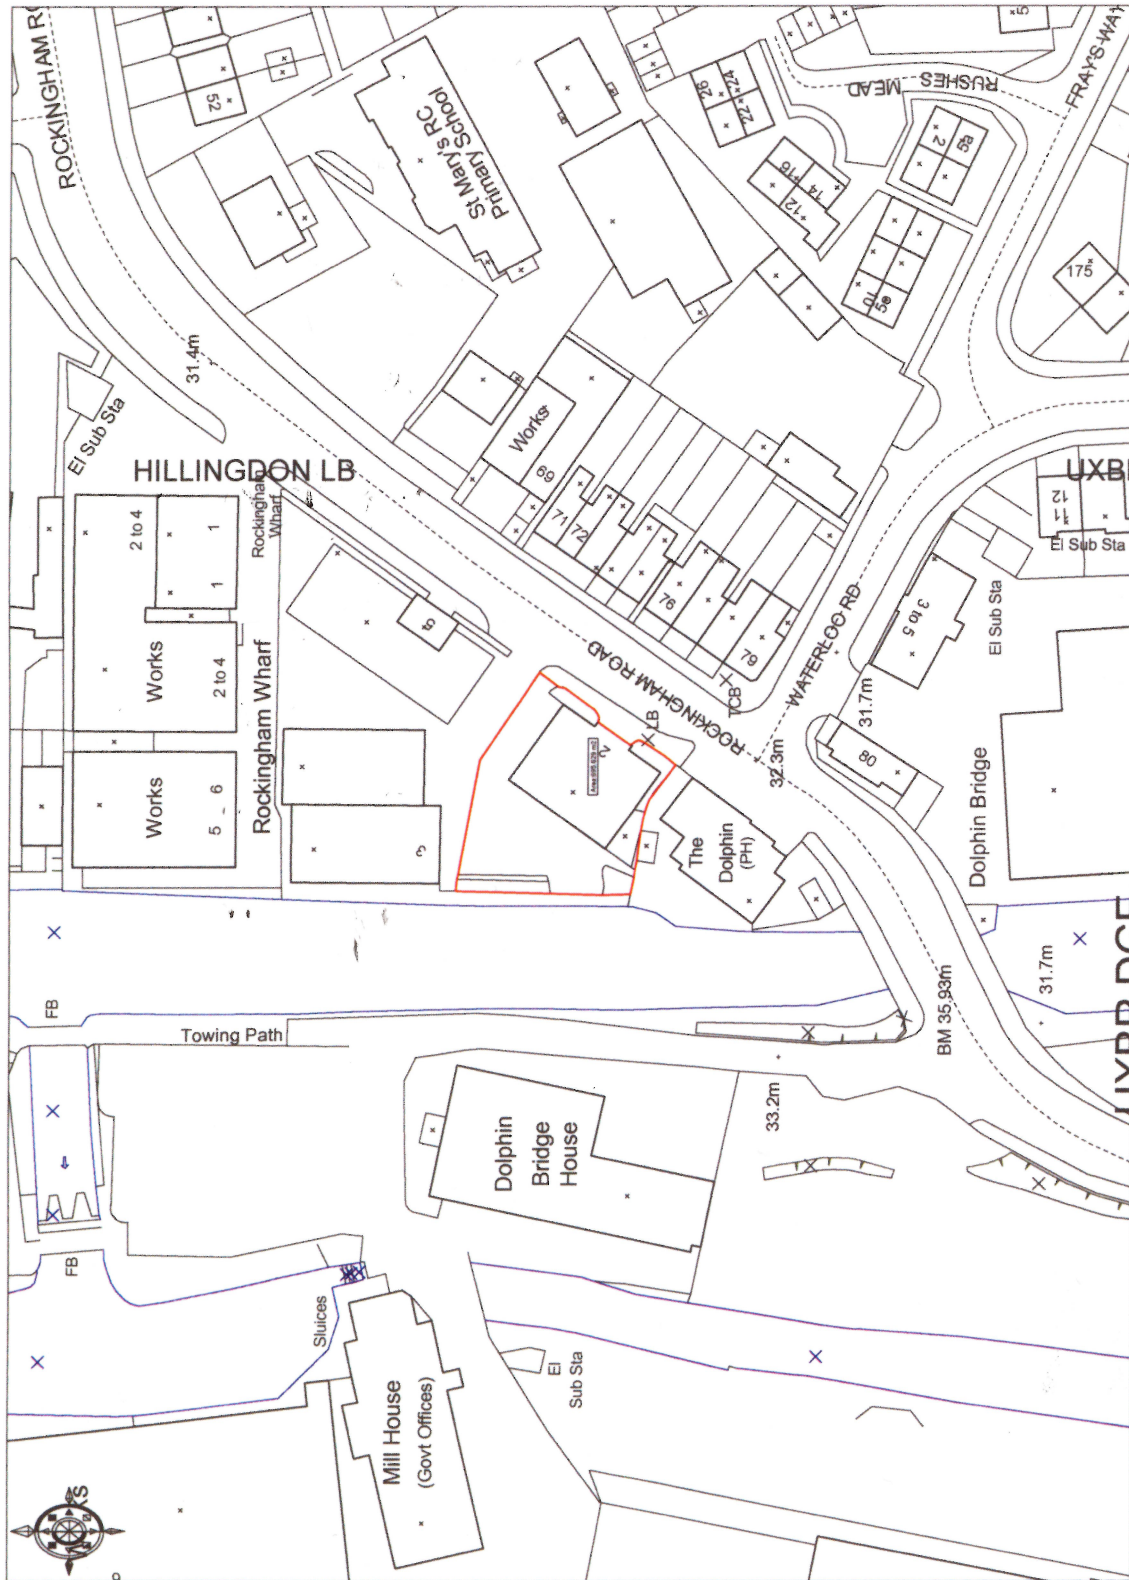 ROCKINGHAM R
52
St Mary's RC
Primary School
26
24
22
RUSHES
MEAD
FRAY'S WAY
5
2
5a
16
14
12
10
175
31.4m
El Sub Sta
HILLINGDON LB
Works
69
UXB
2 to 4
1
1
Rockingham
Wharf
71
72
12
11
El Sub Sta
Works
2 to 4
Rockingham Wharf
5
76
79
3 to 5
El Sub Sta
ROCKINGHAM ROAD
WATERLOO RD
TCB
LB
2
31.7m
32.3m
80
Works
5 - 6
The
Dolphin
(PH)
Dolphin Bridge
FB
Towing Path
BM 35.93m
31.7m
UXBR DGE
33.2m
Dolphin
Bridge
House
FB
Sluices
El
Sub Sta
Mill House
(Govt Offices)